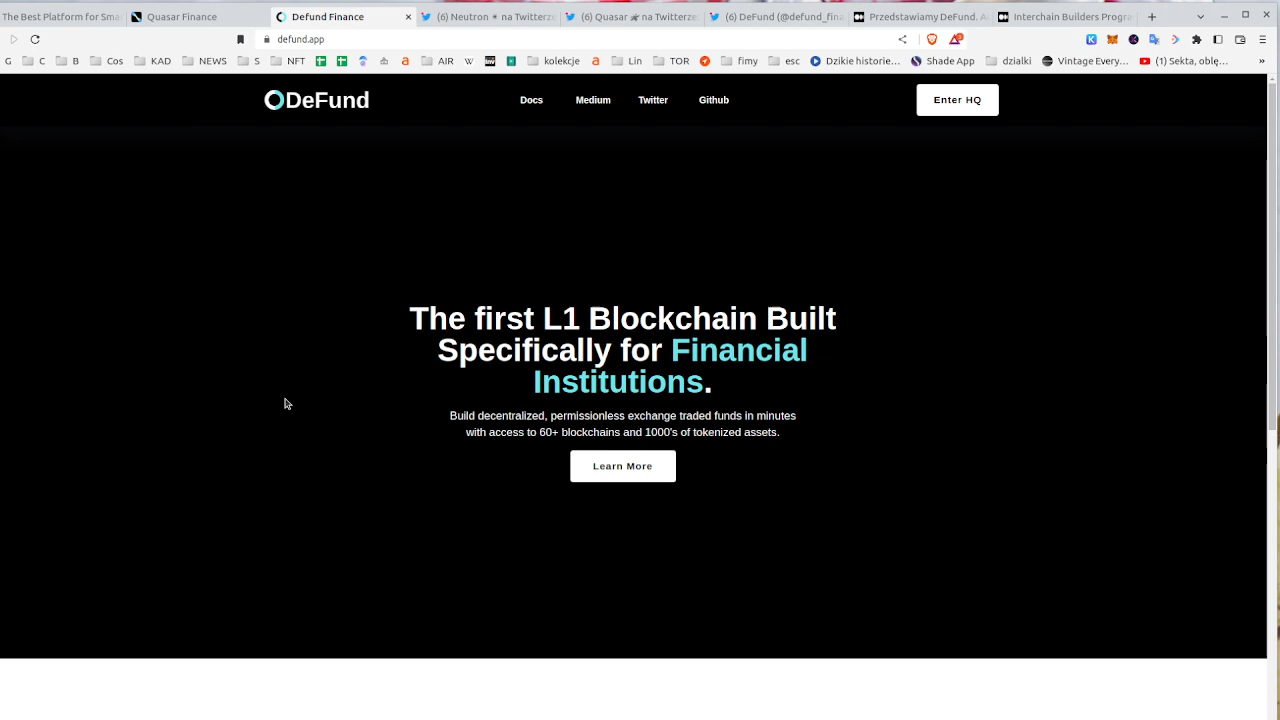 The Best Platform for Sma
Quasar Finance
Defund Finance
(6) Neutron ☀ na Twitterze
(6) Quasar na Twitterze:
(6) DeFund (@defund_fina
Przedstawiamy DeFund. A
Interchain Builders Progra
defund.app
G C B Cos KAD NEWS S NFT AIR W kolekcje Lin TOR fimy esc Dzikie historie... Shade App dzialki Vintage Every... (1) Sekta, oblę... »
DeFund
Docs Medium Twitter Github
Enter HQ
The first L1 Blockchain Built
Specifically for Financial
Institutions.
Build decentralized, permissionless exchange traded funds in minutes
with access to 60+ blockchains and 1000's of tokenized assets.
Learn More